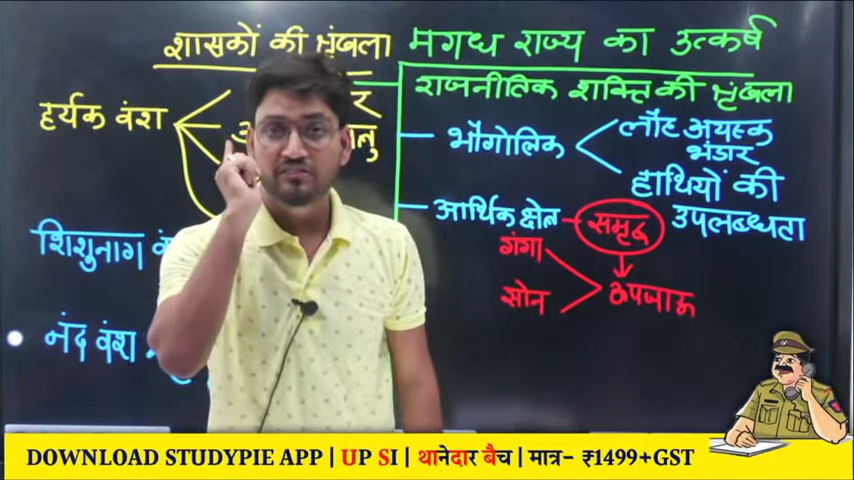 शासकों की शृंखला
मगध राज्य का उत्कर्ष
हर्यक वंश
शिशुनाग
नंद वंश
राजनीतिक शक्ति की शृंखला
भौगोलिक
लौह अयस्क
भंडार
हाथियों की
उपलब्धता
आर्थिक क्षेत्र
समृद्ध
गंगा
सोन
उपजाऊ
DOWNLOAD STUDYPIE APP | UP SI | थानेदार बैच | मात्र- ₹1499+GST